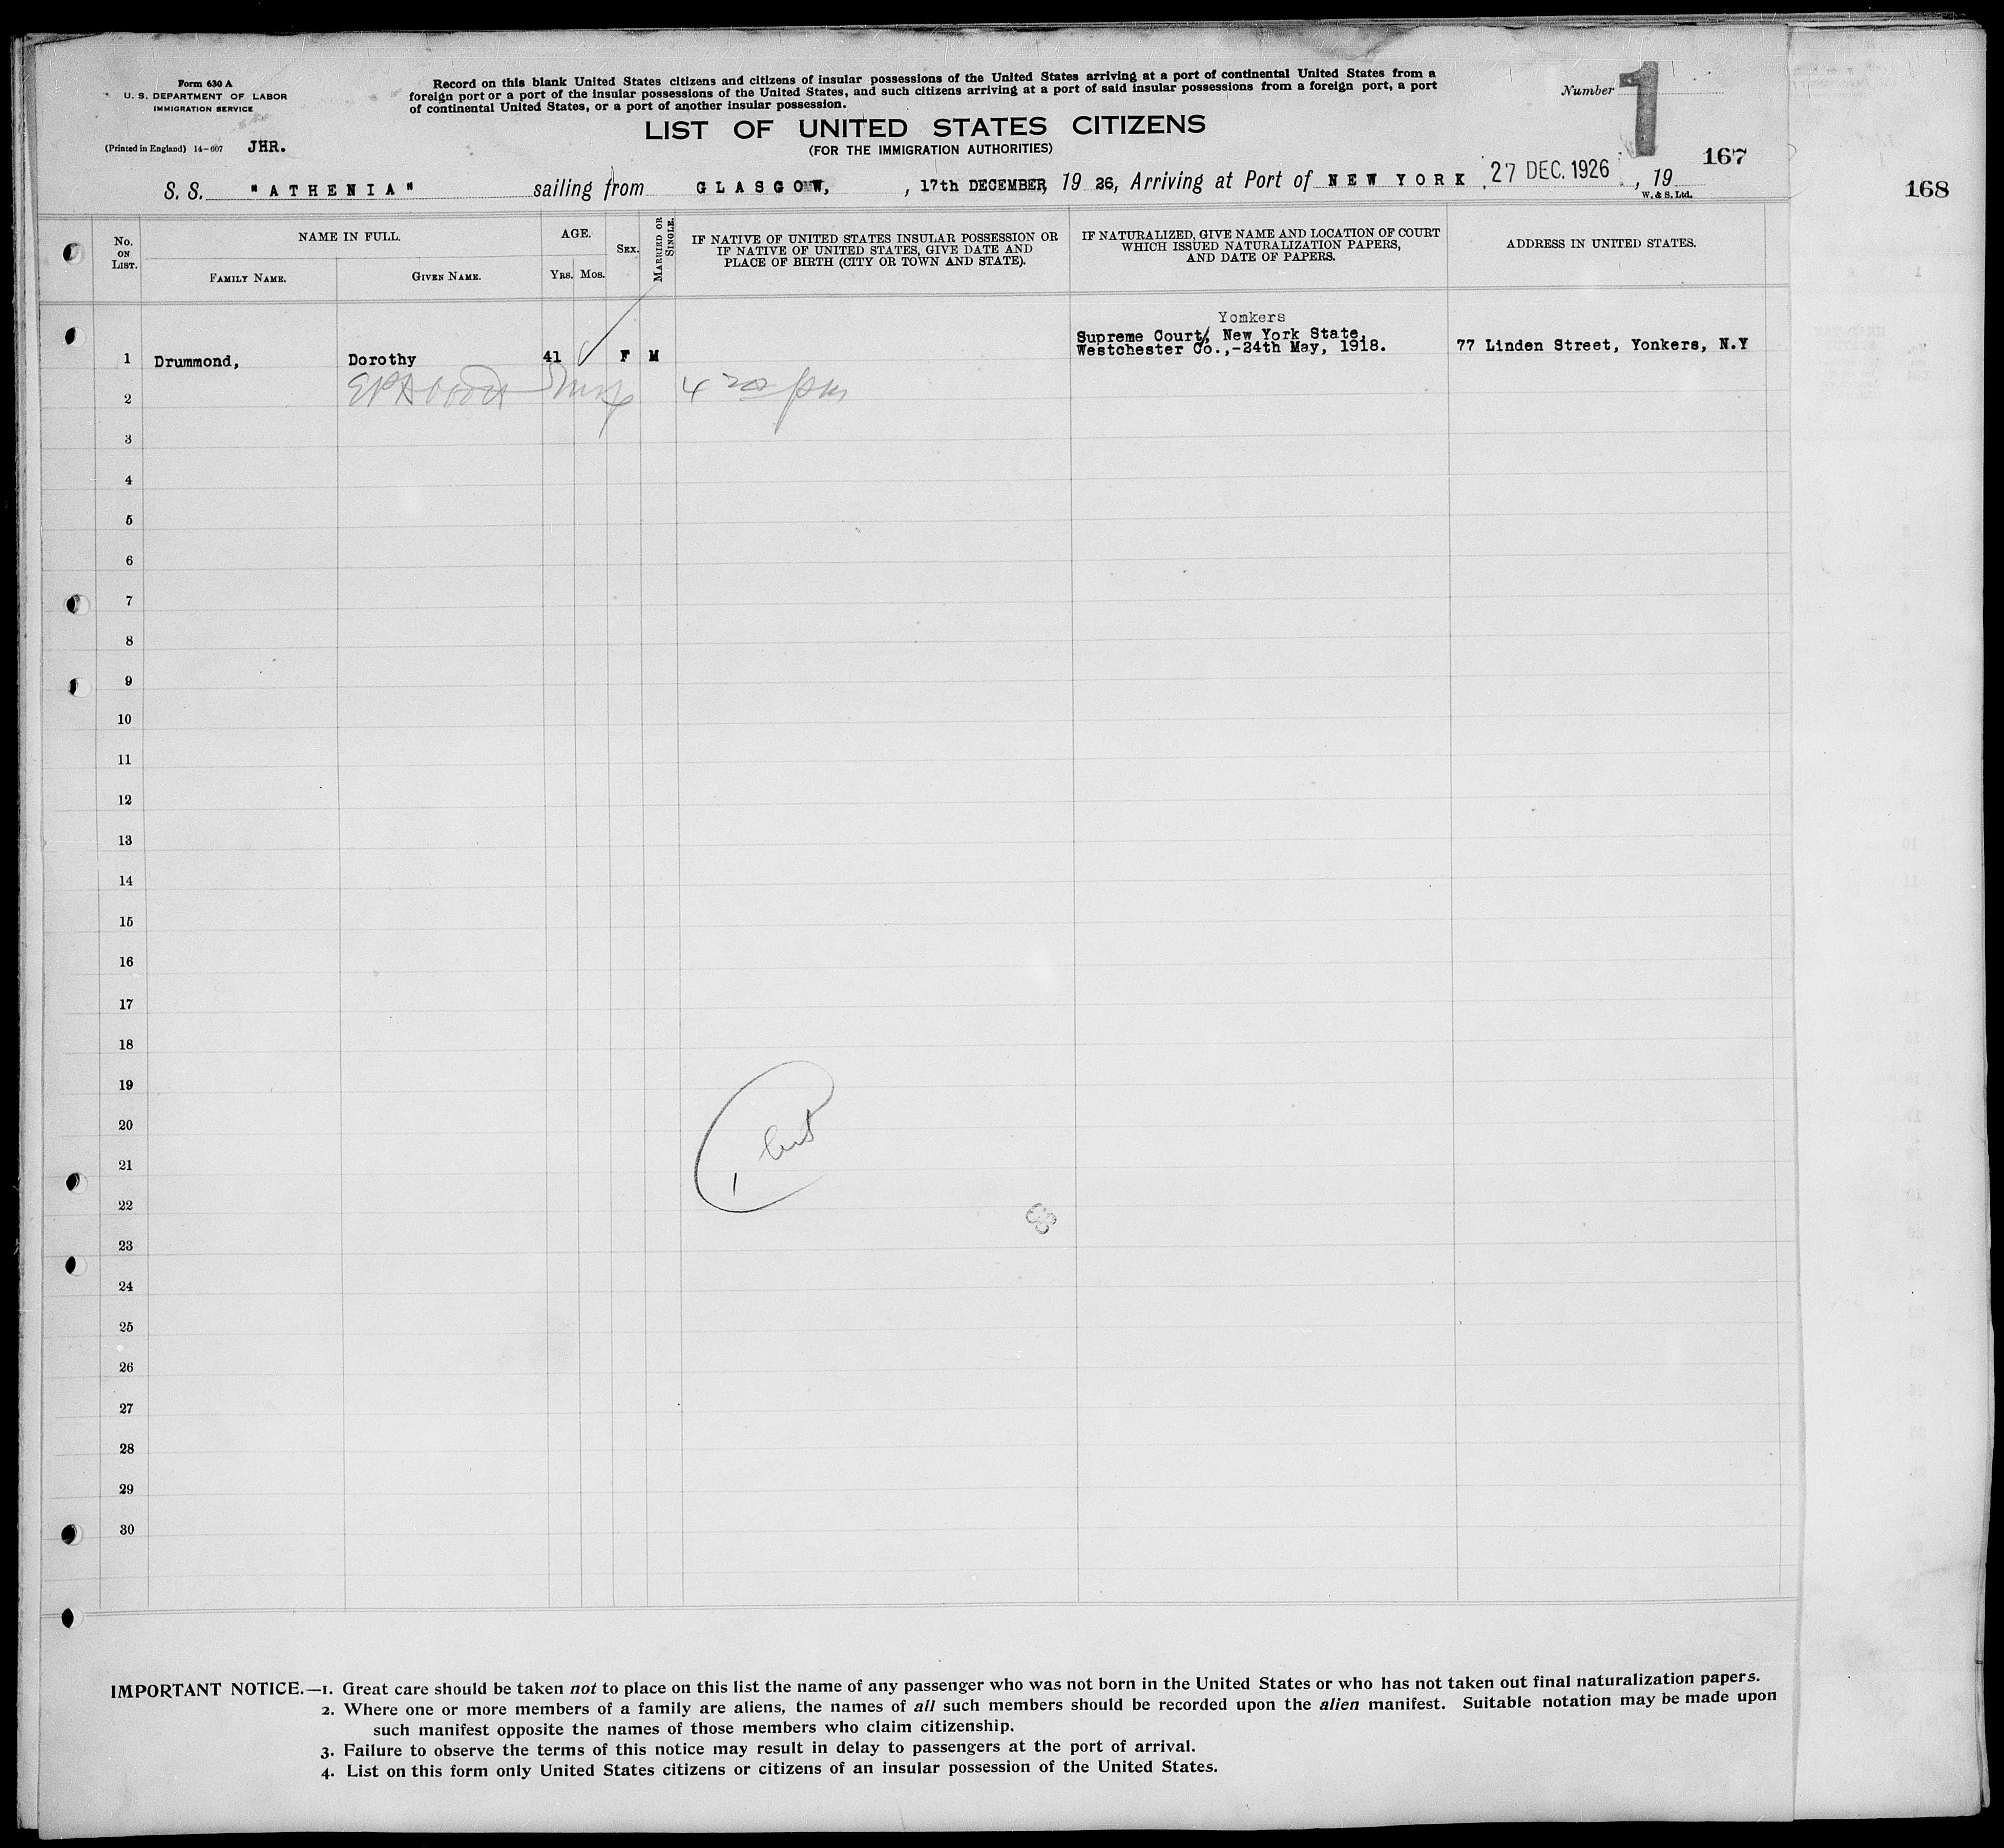 Form 630 A
U. S. DEPARTMENT OF LABOR
IMMIGRATION SERVICE
(Printed in England) 14-607 JHR.
Record on this blank United States citizens and citizens of insular possessions of the United States arriving at a port of continental United States from a
foreign port or a port of the insular possessions of the United States, and such citizens arriving at a port of said insular possessions from a foreign port, a port
of continental United States, or a port of another insular possession.
LIST OF UNITED STATES CITIZENS
(FOR THE IMMIGRATION AUTHORITIES)
Number 1
167
168
S. S. "ATHENIA" sailing from GLASGOW, , 17th DECEMBER, 19 26, Arriving at Port of NEW YORK, 27 DEC. 1926, 19
W. & S. Ltd.
No. ON LIST.
NAME IN FULL.
FAMILY NAME.
GIVEN NAME.
AGE.
YRS. MOS.
SEX.
MARRIED OR SINGLE.
IF NATIVE OF UNITED STATES INSULAR POSSESSION OR
IF NATIVE OF UNITED STATES, GIVE DATE AND
PLACE OF BIRTH (CITY OR TOWN AND STATE).
IF NATURALIZED, GIVE NAME AND LOCATION OF COURT
WHICH ISSUED NATURALIZATION PAPERS,
AND DATE OF PAPERS.
ADDRESS IN UNITED STATES.
Yonkers
Supreme Court, New York State,
1 Drummond, Dorothy 41 F M Westchester Co.,-24th May, 1918. 77 Linden Street, Yonkers, N.Y
2 4 pm
3
4
5
6
7
8
9
10
11
12
13
14
15
16
17
18
19
20
21
22
23
24
25
26
27
28
29
30
IMPORTANT NOTICE.—1. Great care should be taken not to place on this list the name of any passenger who was not born in the United States or who has not taken out final naturalization papers.
2. Where one or more members of a family are aliens, the names of all such members should be recorded upon the alien manifest. Suitable notation may be made upon
such manifest opposite the names of those members who claim citizenship.
3. Failure to observe the terms of this notice may result in delay to passengers at the port of arrival.
4. List on this form only United States citizens or citizens of an insular possession of the United States.